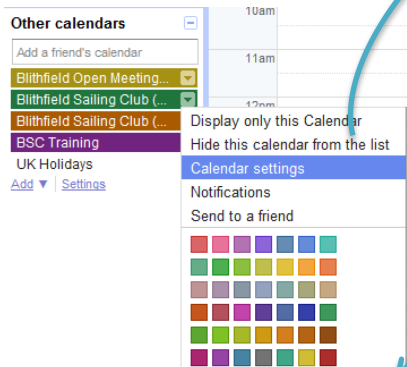 Other calendars
10am
Add a friend's calendar
11am
Blithfield Open Meeting...
Blithfield Sailing Club (...
12pm
Blithfield Sailing Club (...
Display only this Calendar
BSC Training
Hide this calendar from the list
UK Holidays
Calendar settings
Add ▼ | Settings
Notifications
Send to a friend